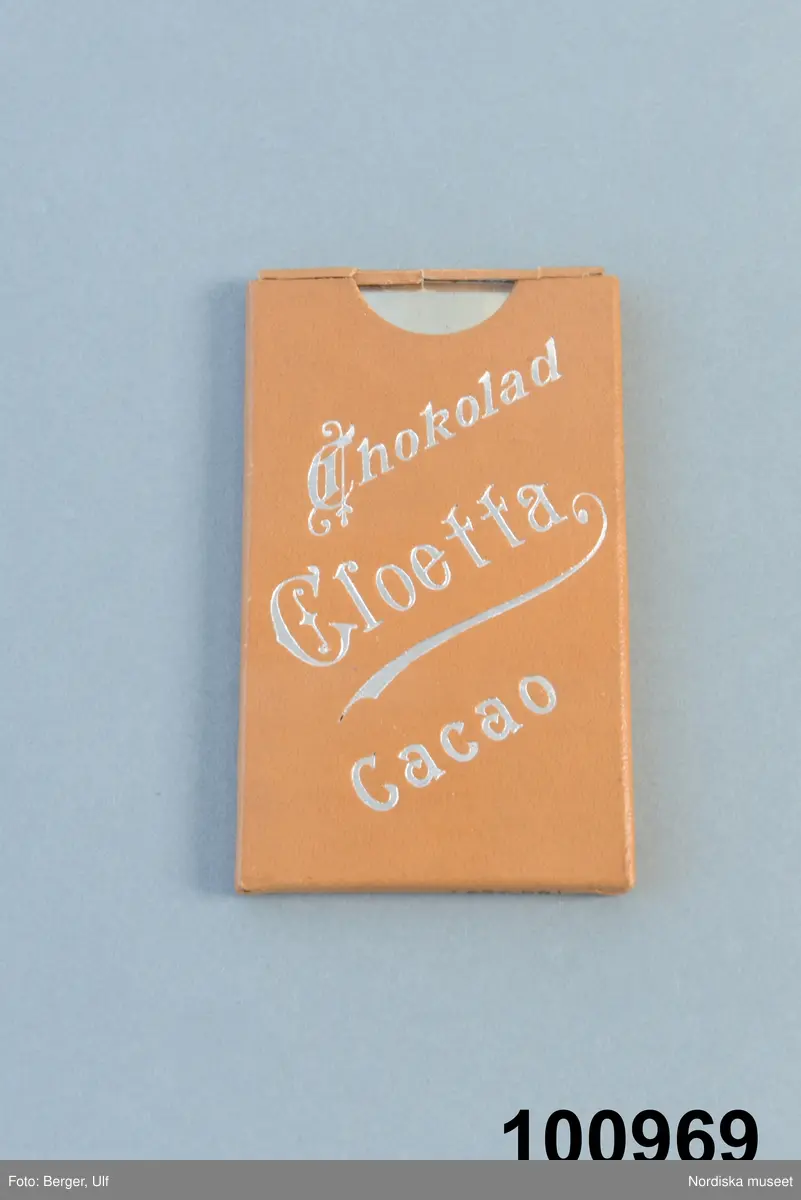 Chokolad
Cloetta
Cacao
100969
Foto: Berger, Ulf
Nordiska museet